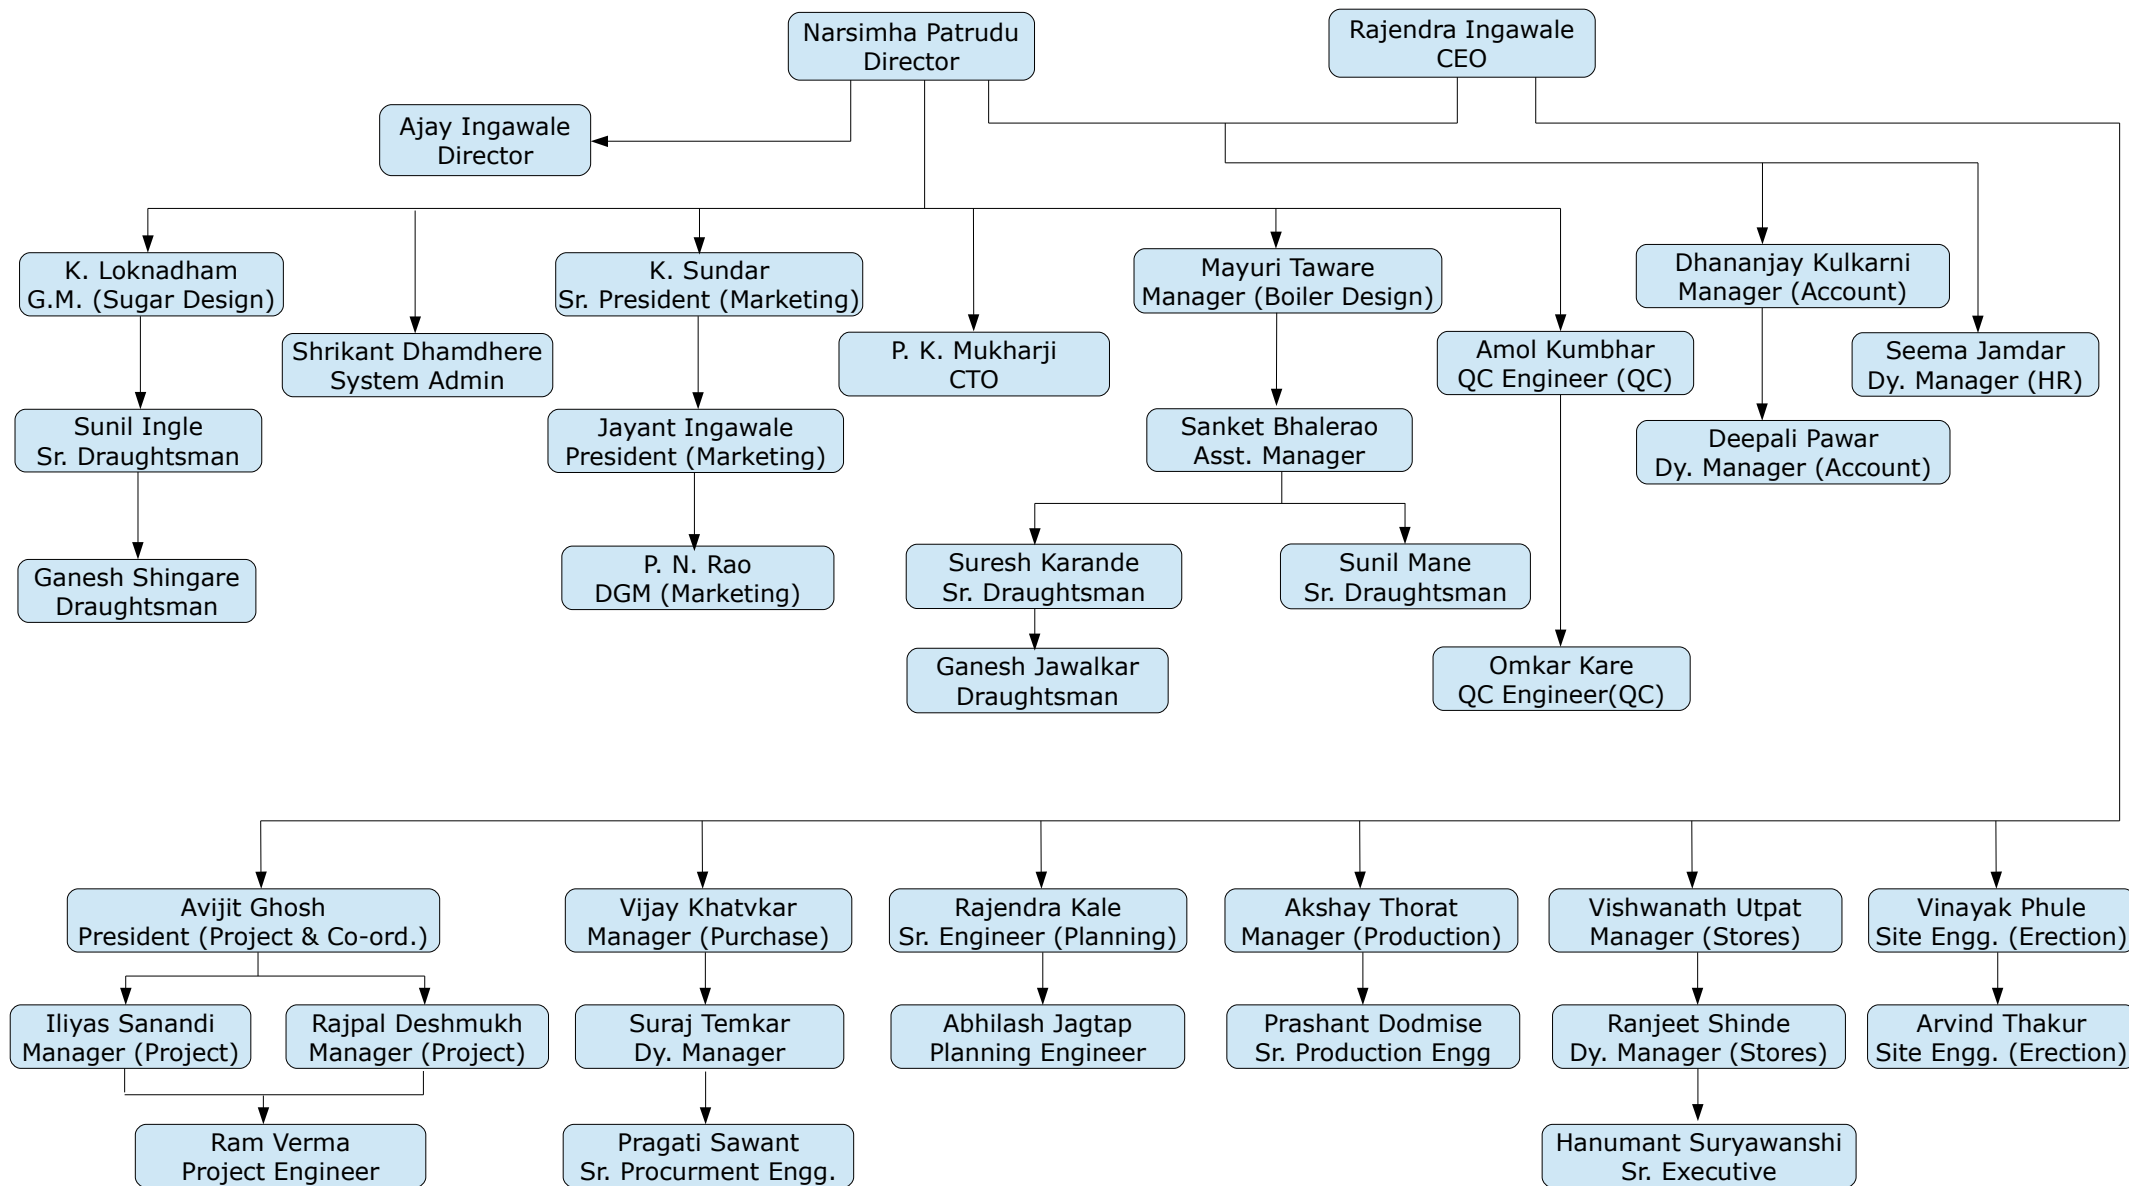 Narsimha Patrudu
Director
Rajendra Ingawale
CEO
Ajay Ingawale
Director
K. Loknadham
G.M. (Sugar Design)
K. Sundar
Sr. President (Marketing)
Mayuri Taware
Manager (Boiler Design)
Dhananjay Kulkarni
Manager (Account)
Shrikant Dhamdhere
System Admin
P. K. Mukharji
CTO
Amol Kumbhar
QC Engineer (QC)
Seema Jamdar
Dy. Manager (HR)
Sunil Ingle
Sr. Draughtsman
Jayant Ingawale
President (Marketing)
Sanket Bhalerao
Asst. Manager
Deepali Pawar
Dy. Manager (Account)
Ganesh Shingare
Draughtsman
P. N. Rao
DGM (Marketing)
Suresh Karande
Sr. Draughtsman
Sunil Mane
Sr. Draughtsman
Ganesh Jawalkar
Draughtsman
Omkar Kare
QC Engineer(QC)
Avijit Ghosh
President (Project & Co-ord.)
Vijay Khatvkar
Manager (Purchase)
Rajendra Kale
Sr. Engineer (Planning)
Akshay Thorat
Manager (Production)
Vishwanath Utpat
Manager (Stores)
Vinayak Phule
Site Engg. (Erection)
Iliyas Sanandi
Manager (Project)
Rajpal Deshmukh
Manager (Project)
Suraj Temkar
Dy. Manager
Abhilash Jagtap
Planning Engineer
Prashant Dodmise
Sr. Production Engg
Ranjeet Shinde
Dy. Manager (Stores)
Arvind Thakur
Site Engg. (Erection)
Ram Verma
Project Engineer
Pragati Sawant
Sr. Procurment Engg.
Hanumant Suryawanshi
Sr. Executive